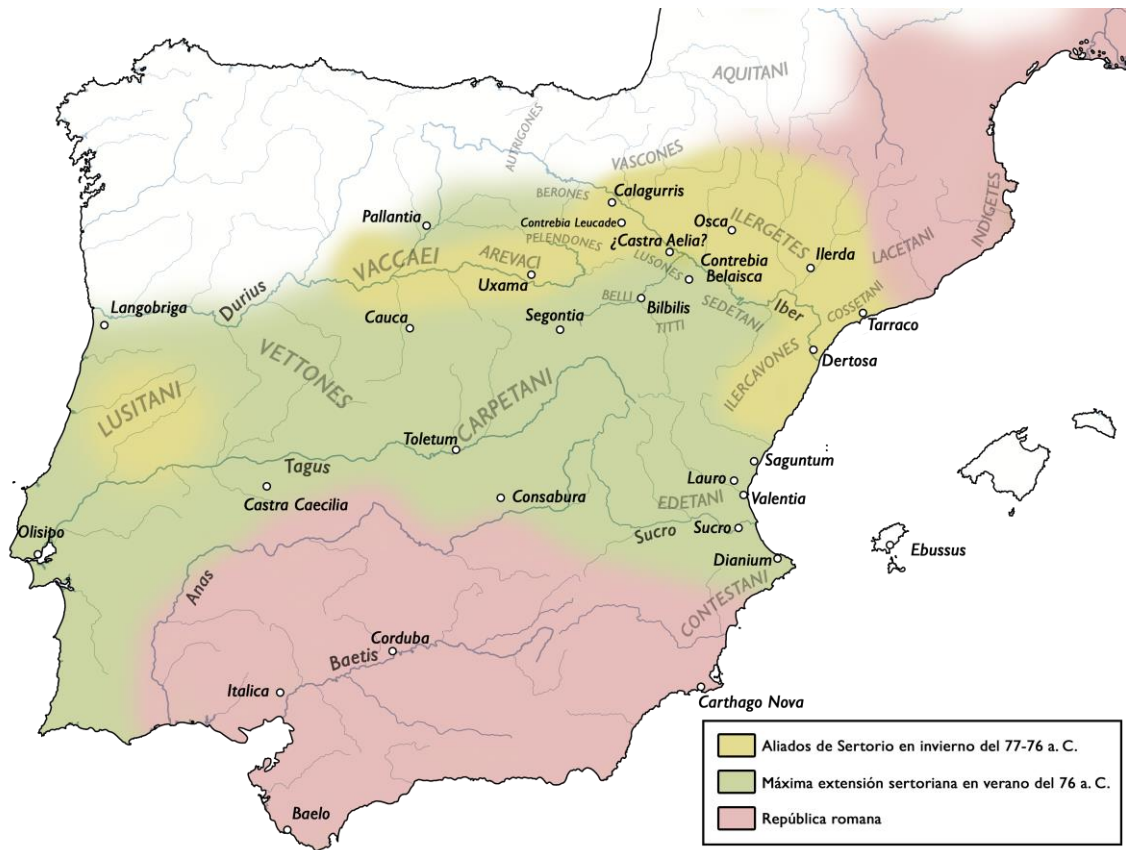 AQUITANI
AUTRIGONES
VASCONES
BERONES
Calagurris
Pallantia
Contrebia Leucade
Osca
ILERGETES
INDIGETES
PELENDONES
¿Castra Aelia?
LACETANI
VACCAEI
AREVACI
LUSONES
Contrebia
Belaisca
Ilerda
Uxama
Durius
Langobriga
BELLI
Bilbilis
SEDETANI
Iber
COSSETANI
Cauca
Segontia
TITTI
Tarraco
Dertosa
VETTONES
ILERCAVONES
LUSITANI
CARPETANI
Toletum
Tagus
Saguntum
Lauro
Castra Caecilia
Consabura
EDETANI
Valentia
Olisipo
Sucro
Sucro
Ebussus
Dianium
Anas
CONTESTANI
Corduba
Baetis
Italica
Carthago Nova
Baelo
Aliados de Sertorio en invierno del 77-76 a. C.
Máxima extensión sertoriana en verano del 76 a. C.
República romana